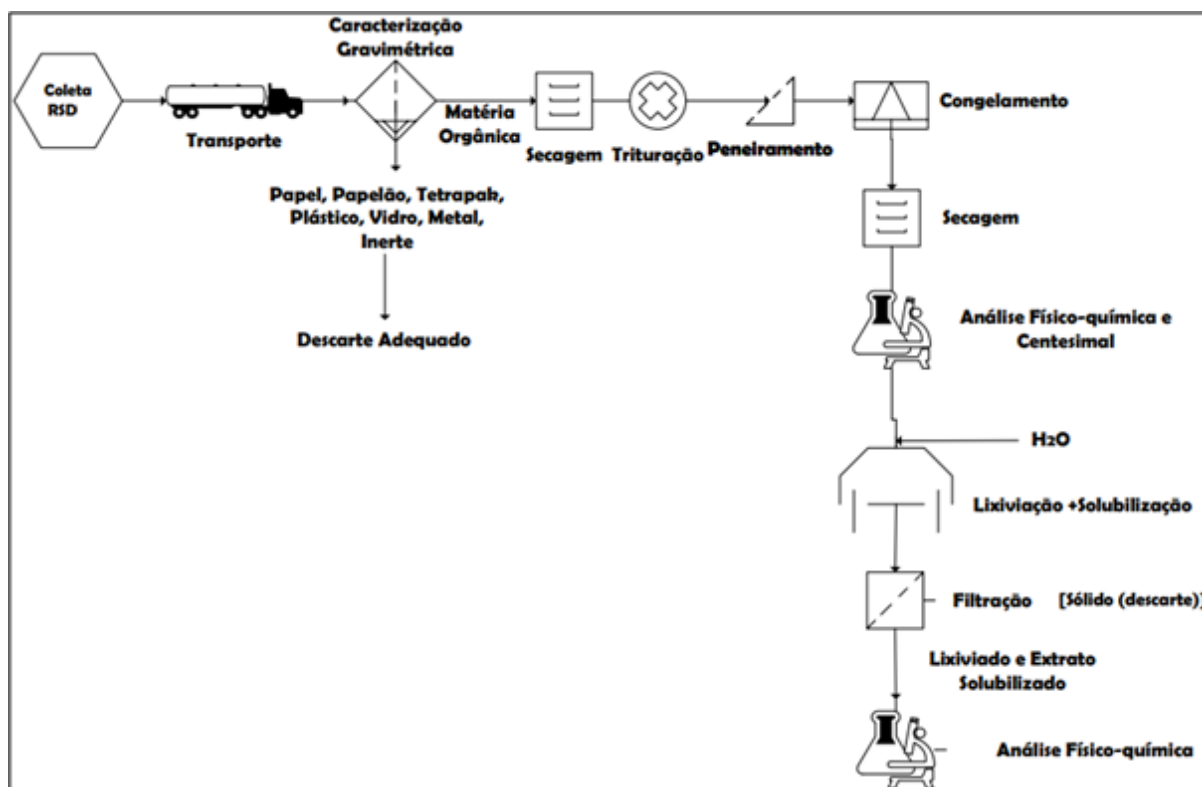 Caracterização
Gravimétrica
Coleta
RSD
Transporte
Matéria
Orgânica
Secagem
Trituração
Peneiramento
Congelamento
Papel, Papelão, Tetrapak,
Plástico, Vidro, Metal,
Inerte
Descarte Adequado
Secagem
Análise Físico-química e
Centesimal
H2O
Lixiviação +Solubilização
Filtração
[Sólido (descarte)]
Lixiviado e Extrato
Solubilizado
Análise Físico-química